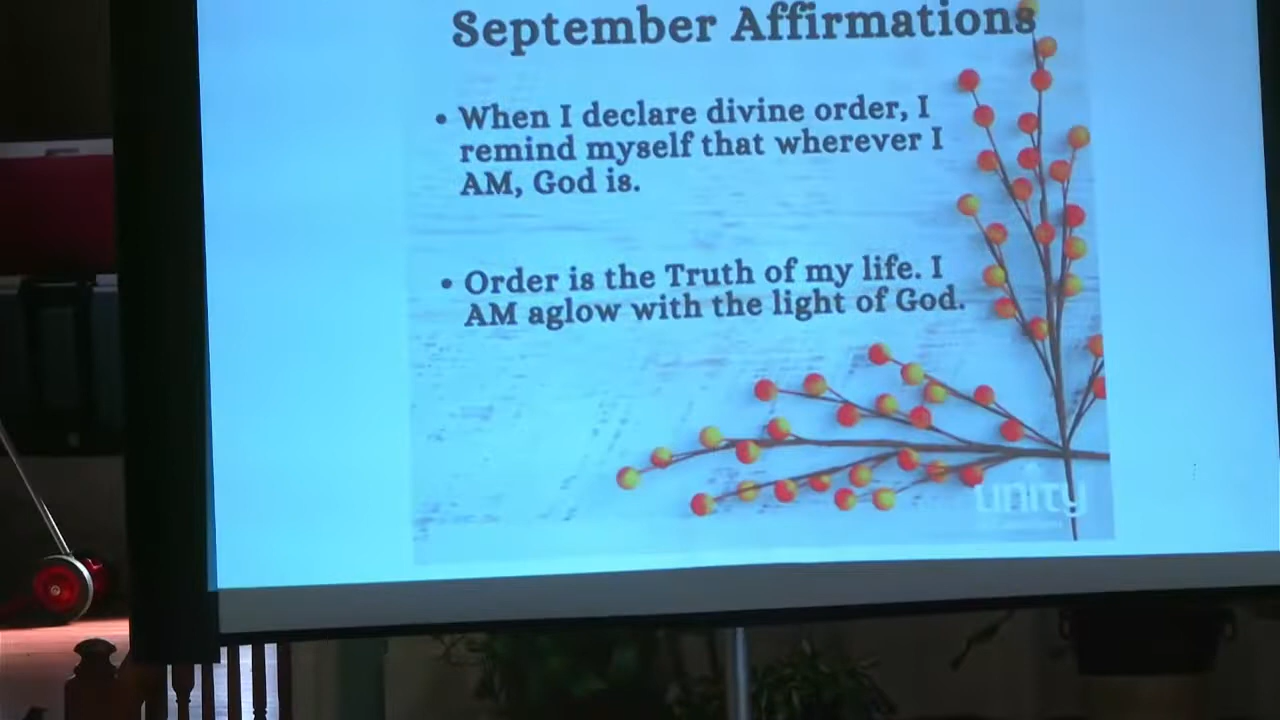 September Affirmations
• When I declare divine order, I
remind myself that wherever I
AM, God is.
• Order is the Truth of my life. I
AM aglow with the light of God.
unity